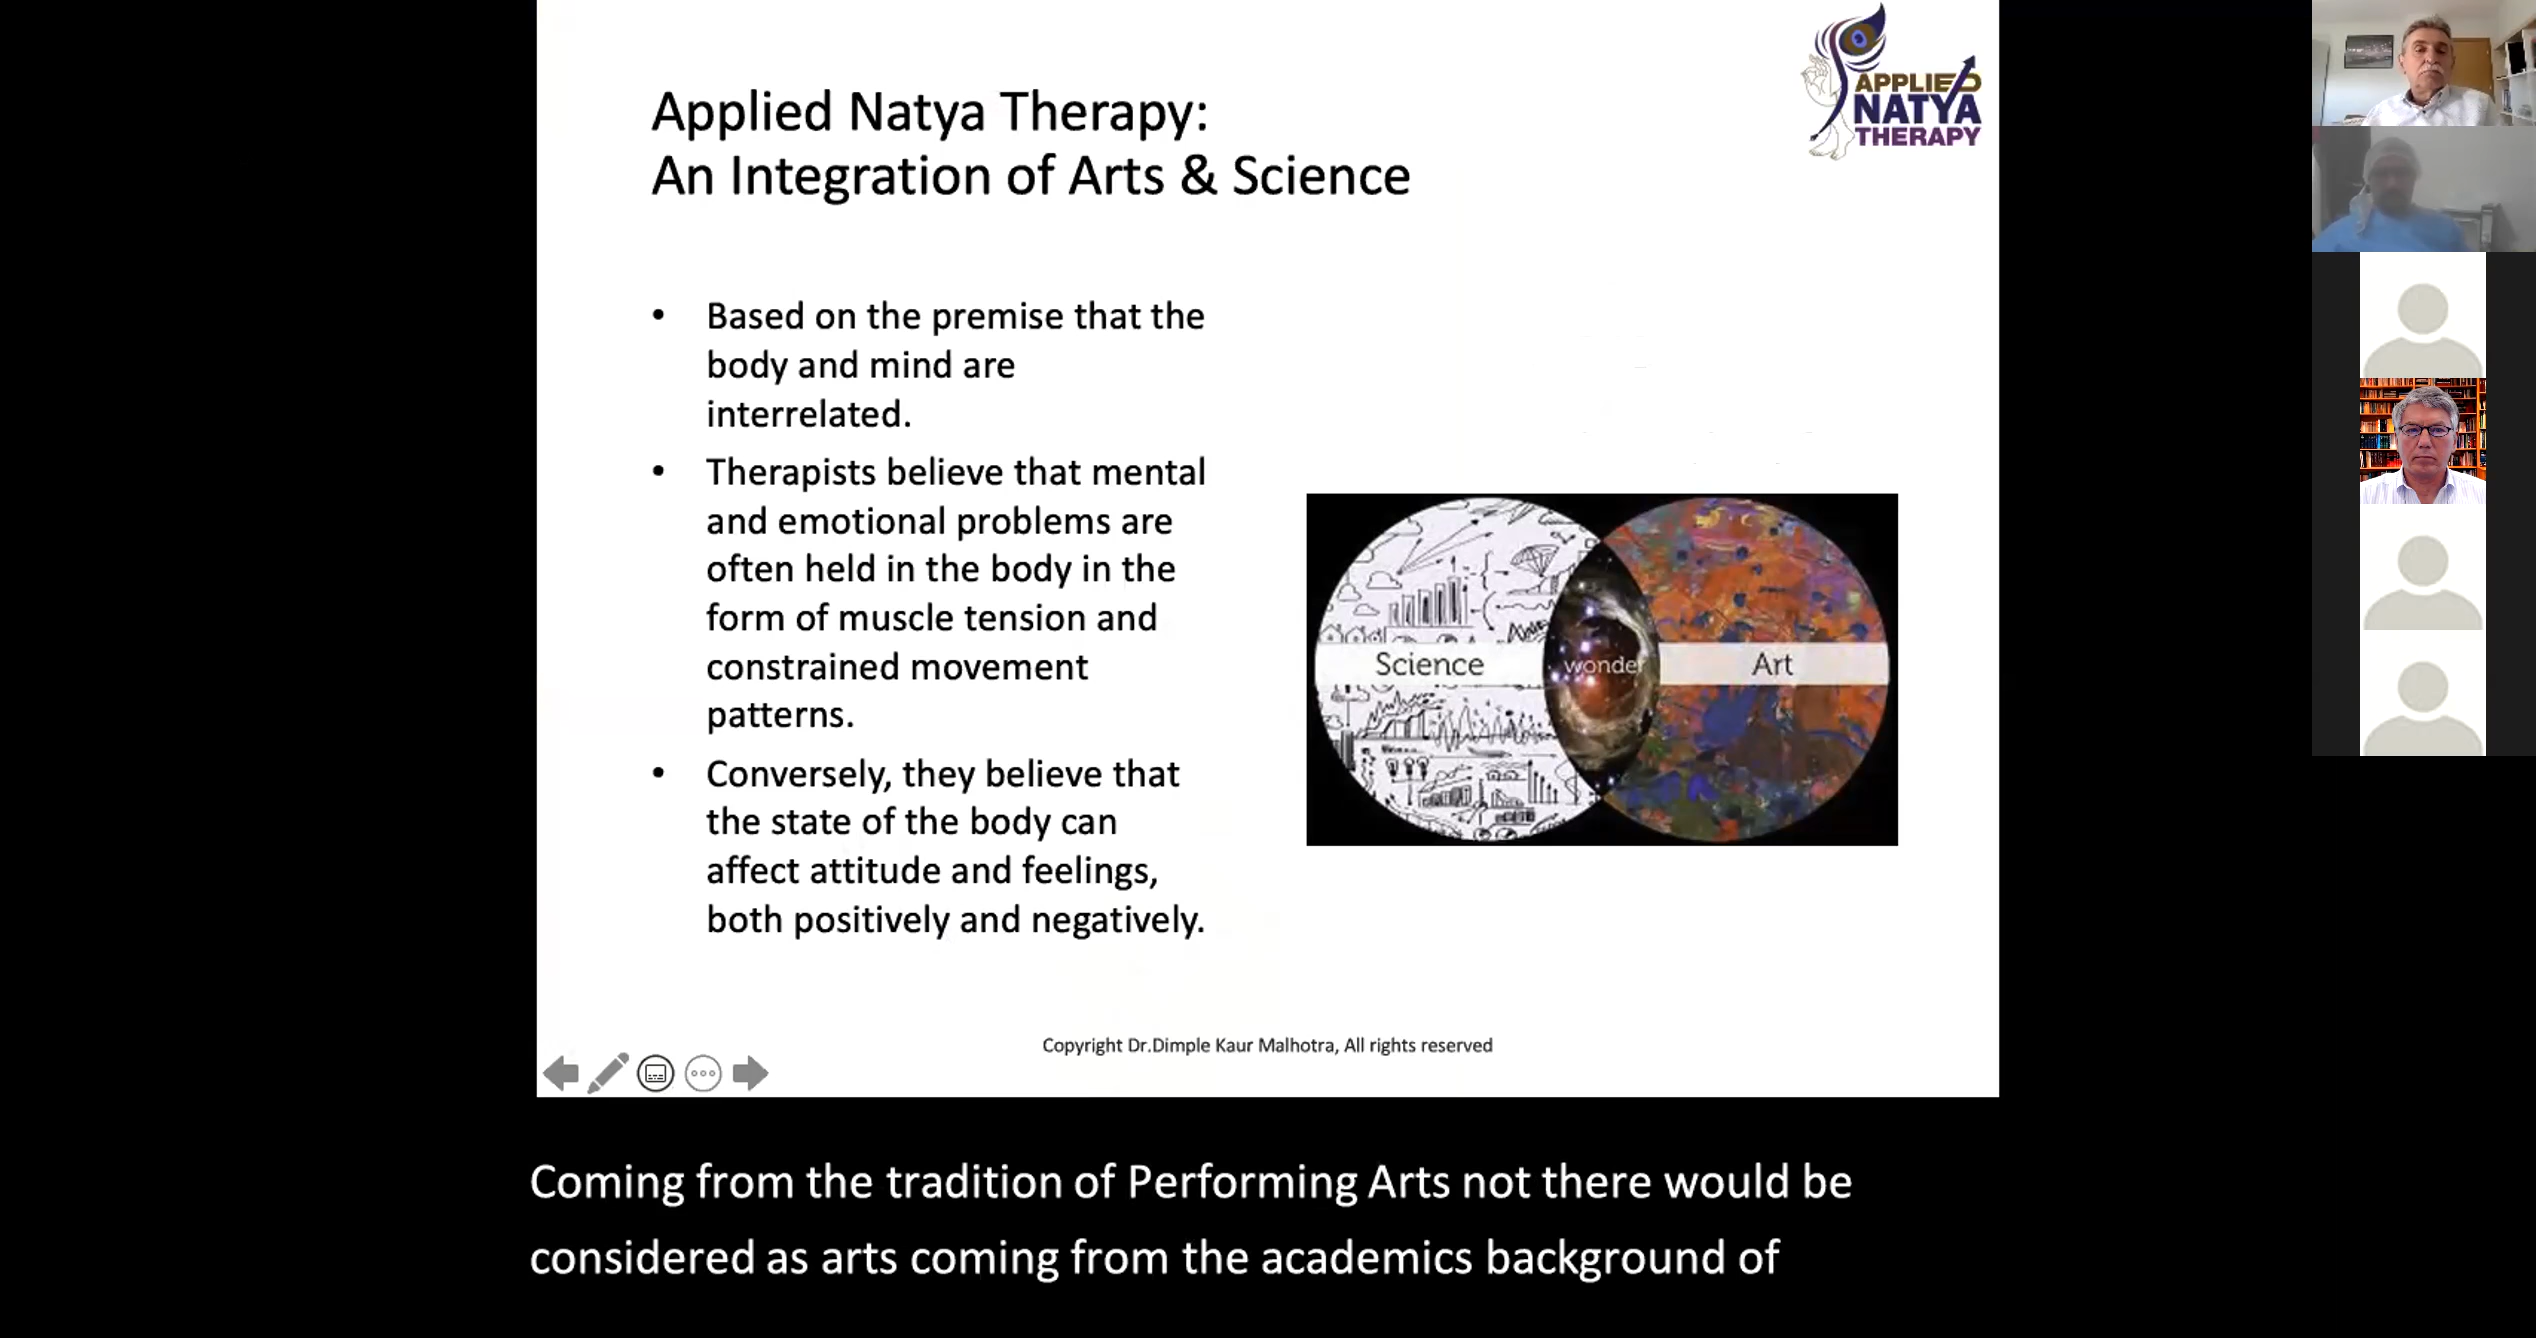 APPLIED
NATYA
THERAPY
Applied Natya Therapy:
An Integration of Arts & Science
• Based on the premise that the
body and mind are
interrelated.
• Therapists believe that mental
and emotional problems are
often held in the body in the
form of muscle tension and
constrained movement
patterns.
• Conversely, they believe that
the state of the body can
affect attitude and feelings,
both positively and negatively.
Science
wonder
Art
Copyright Dr.Dimple Kaur Malhotra, All rights reserved
Coming from the tradition of Performing Arts not there would be
considered as arts coming from the academics background of